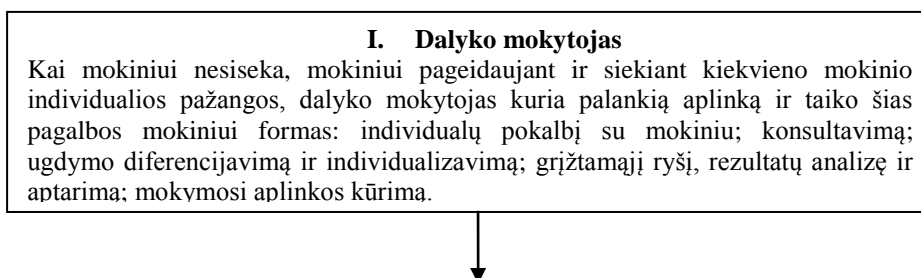 I. Dalyko mokytojas
Kai mokiniui nesiseka, mokiniui pageidaujant ir siekiant kiekvieno mokinio
individualios pažangos, dalyko mokytojas kuria palankią aplinką ir taiko šias
pagalbos mokiniui formas: individualų pokalbį su mokiniu; konsultavimą;
ugdymo diferencijavimą ir individualizavimą; grįžtamąjį ryšį, rezultatų analizę ir
aptarimą; mokymosi aplinkos kūrimą.